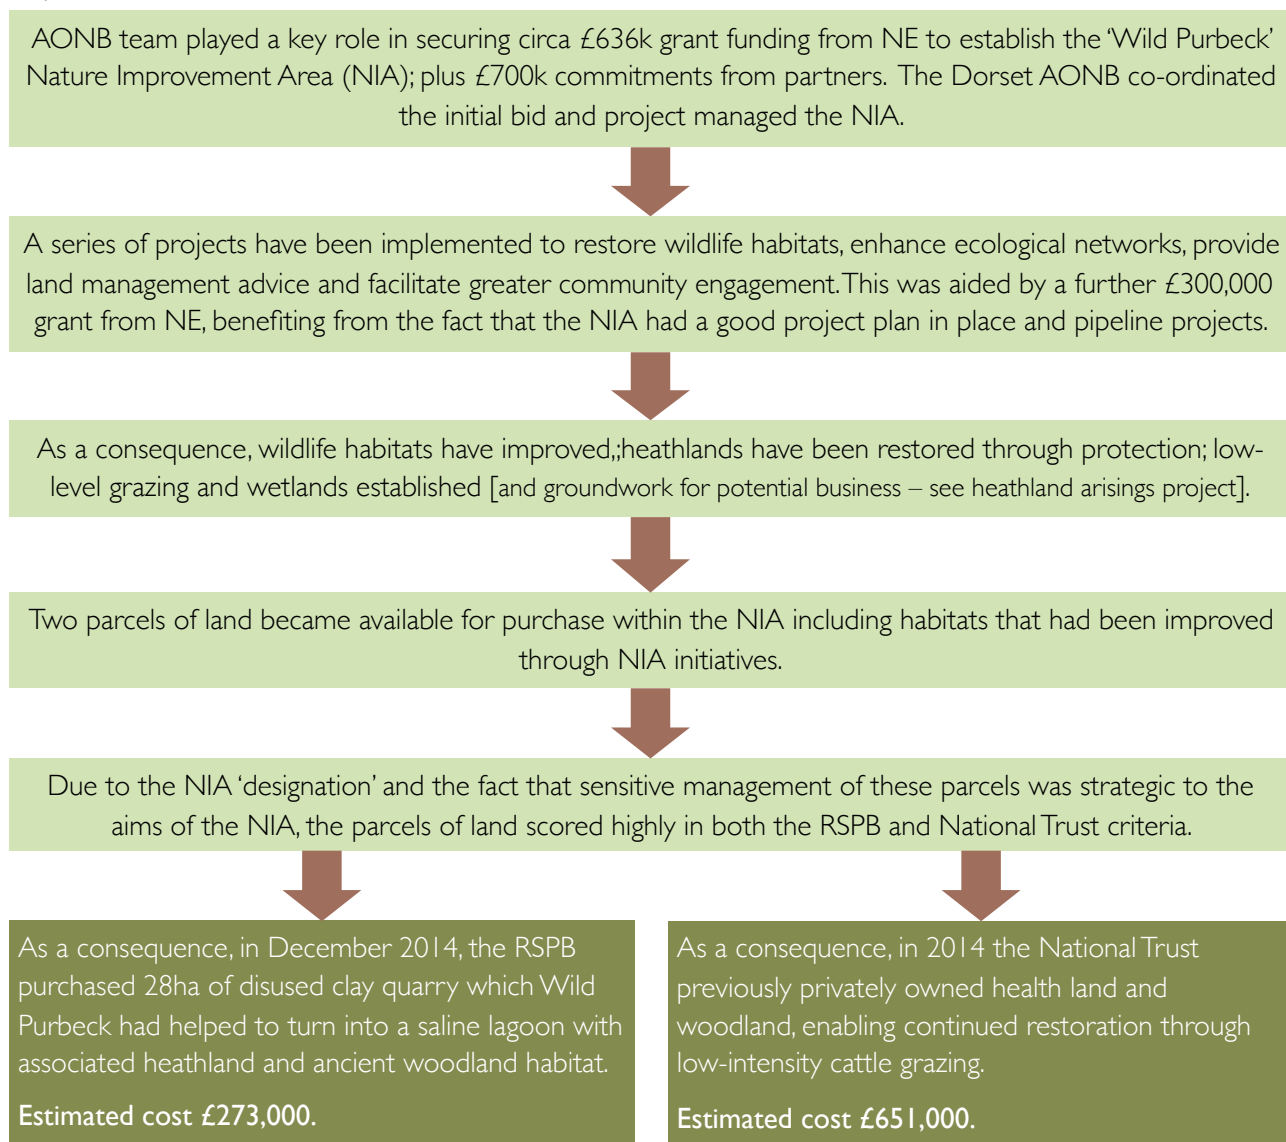 AONB team played a key role in securing circa £636k grant funding from NE to establish the ‘Wild Purbeck’
Nature Improvement Area (NIA); plus £700k commitments from partners. The Dorset AONB co-ordinated
the initial bid and project managed the NIA.
A series of projects have been implemented to restore wildlife habitats, enhance ecological networks, provide
land management advice and facilitate greater community engagement. This was aided by a further £300,000
grant from NE, benefiting from the fact that the NIA had a good project plan in place and pipeline projects.
As a consequence, wildlife habitats have improved,;heathlands have been restored through protection; low-
level grazing and wetlands established [and groundwork for potential business – see heathland arisings project].
Two parcels of land became available for purchase within the NIA including habitats that had been improved
through NIA initiatives.
Due to the NIA ‘designation’ and the fact that sensitive management of these parcels was strategic to the
aims of the NIA, the parcels of land scored highly in both the RSPB and National Trust criteria.
As a consequence, in December 2014, the RSPB
purchased 28ha of disused clay quarry which Wild
Purbeck had helped to turn into a saline lagoon with
associated heathland and ancient woodland habitat.
Estimated cost £273,000.
As a consequence, in 2014 the National Trust
previously privately owned health land and
woodland, enabling continued restoration through
low-intensity cattle grazing.
Estimated cost £651,000.